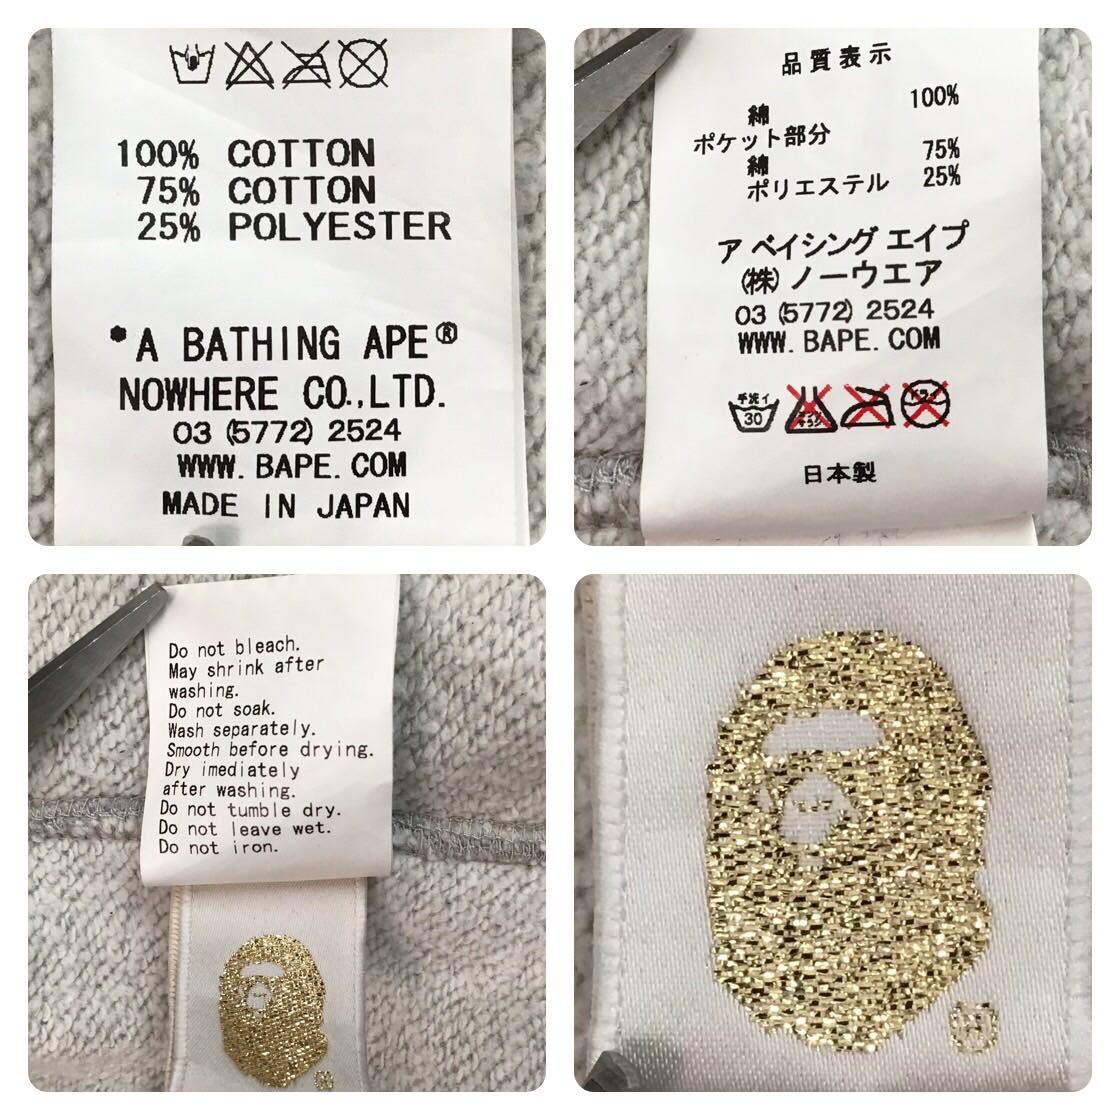 100% COTTON
75% COTTON
25% POLYESTER
*A BATHING APE®
NOWHERE CO.,LTD.
03 (5772) 2524
WWW. BAPE. COM
MADE IN JAPAN
品質表示
綿 100%
ポケット部分
綿 75%
ポリエステル 25%
ア ベイシング エイプ
(株) ノーウエア
03 (5772) 2524
WWW. BAPE. COM
手洗イ
30
日本製
Do not bleach.
May shrink after
washing.
Do not soak.
Wash separately.
Smooth before drying.
Dry imediately
after washing.
Do not tumble dry.
Do not leave wet.
Do not iron.
®
®